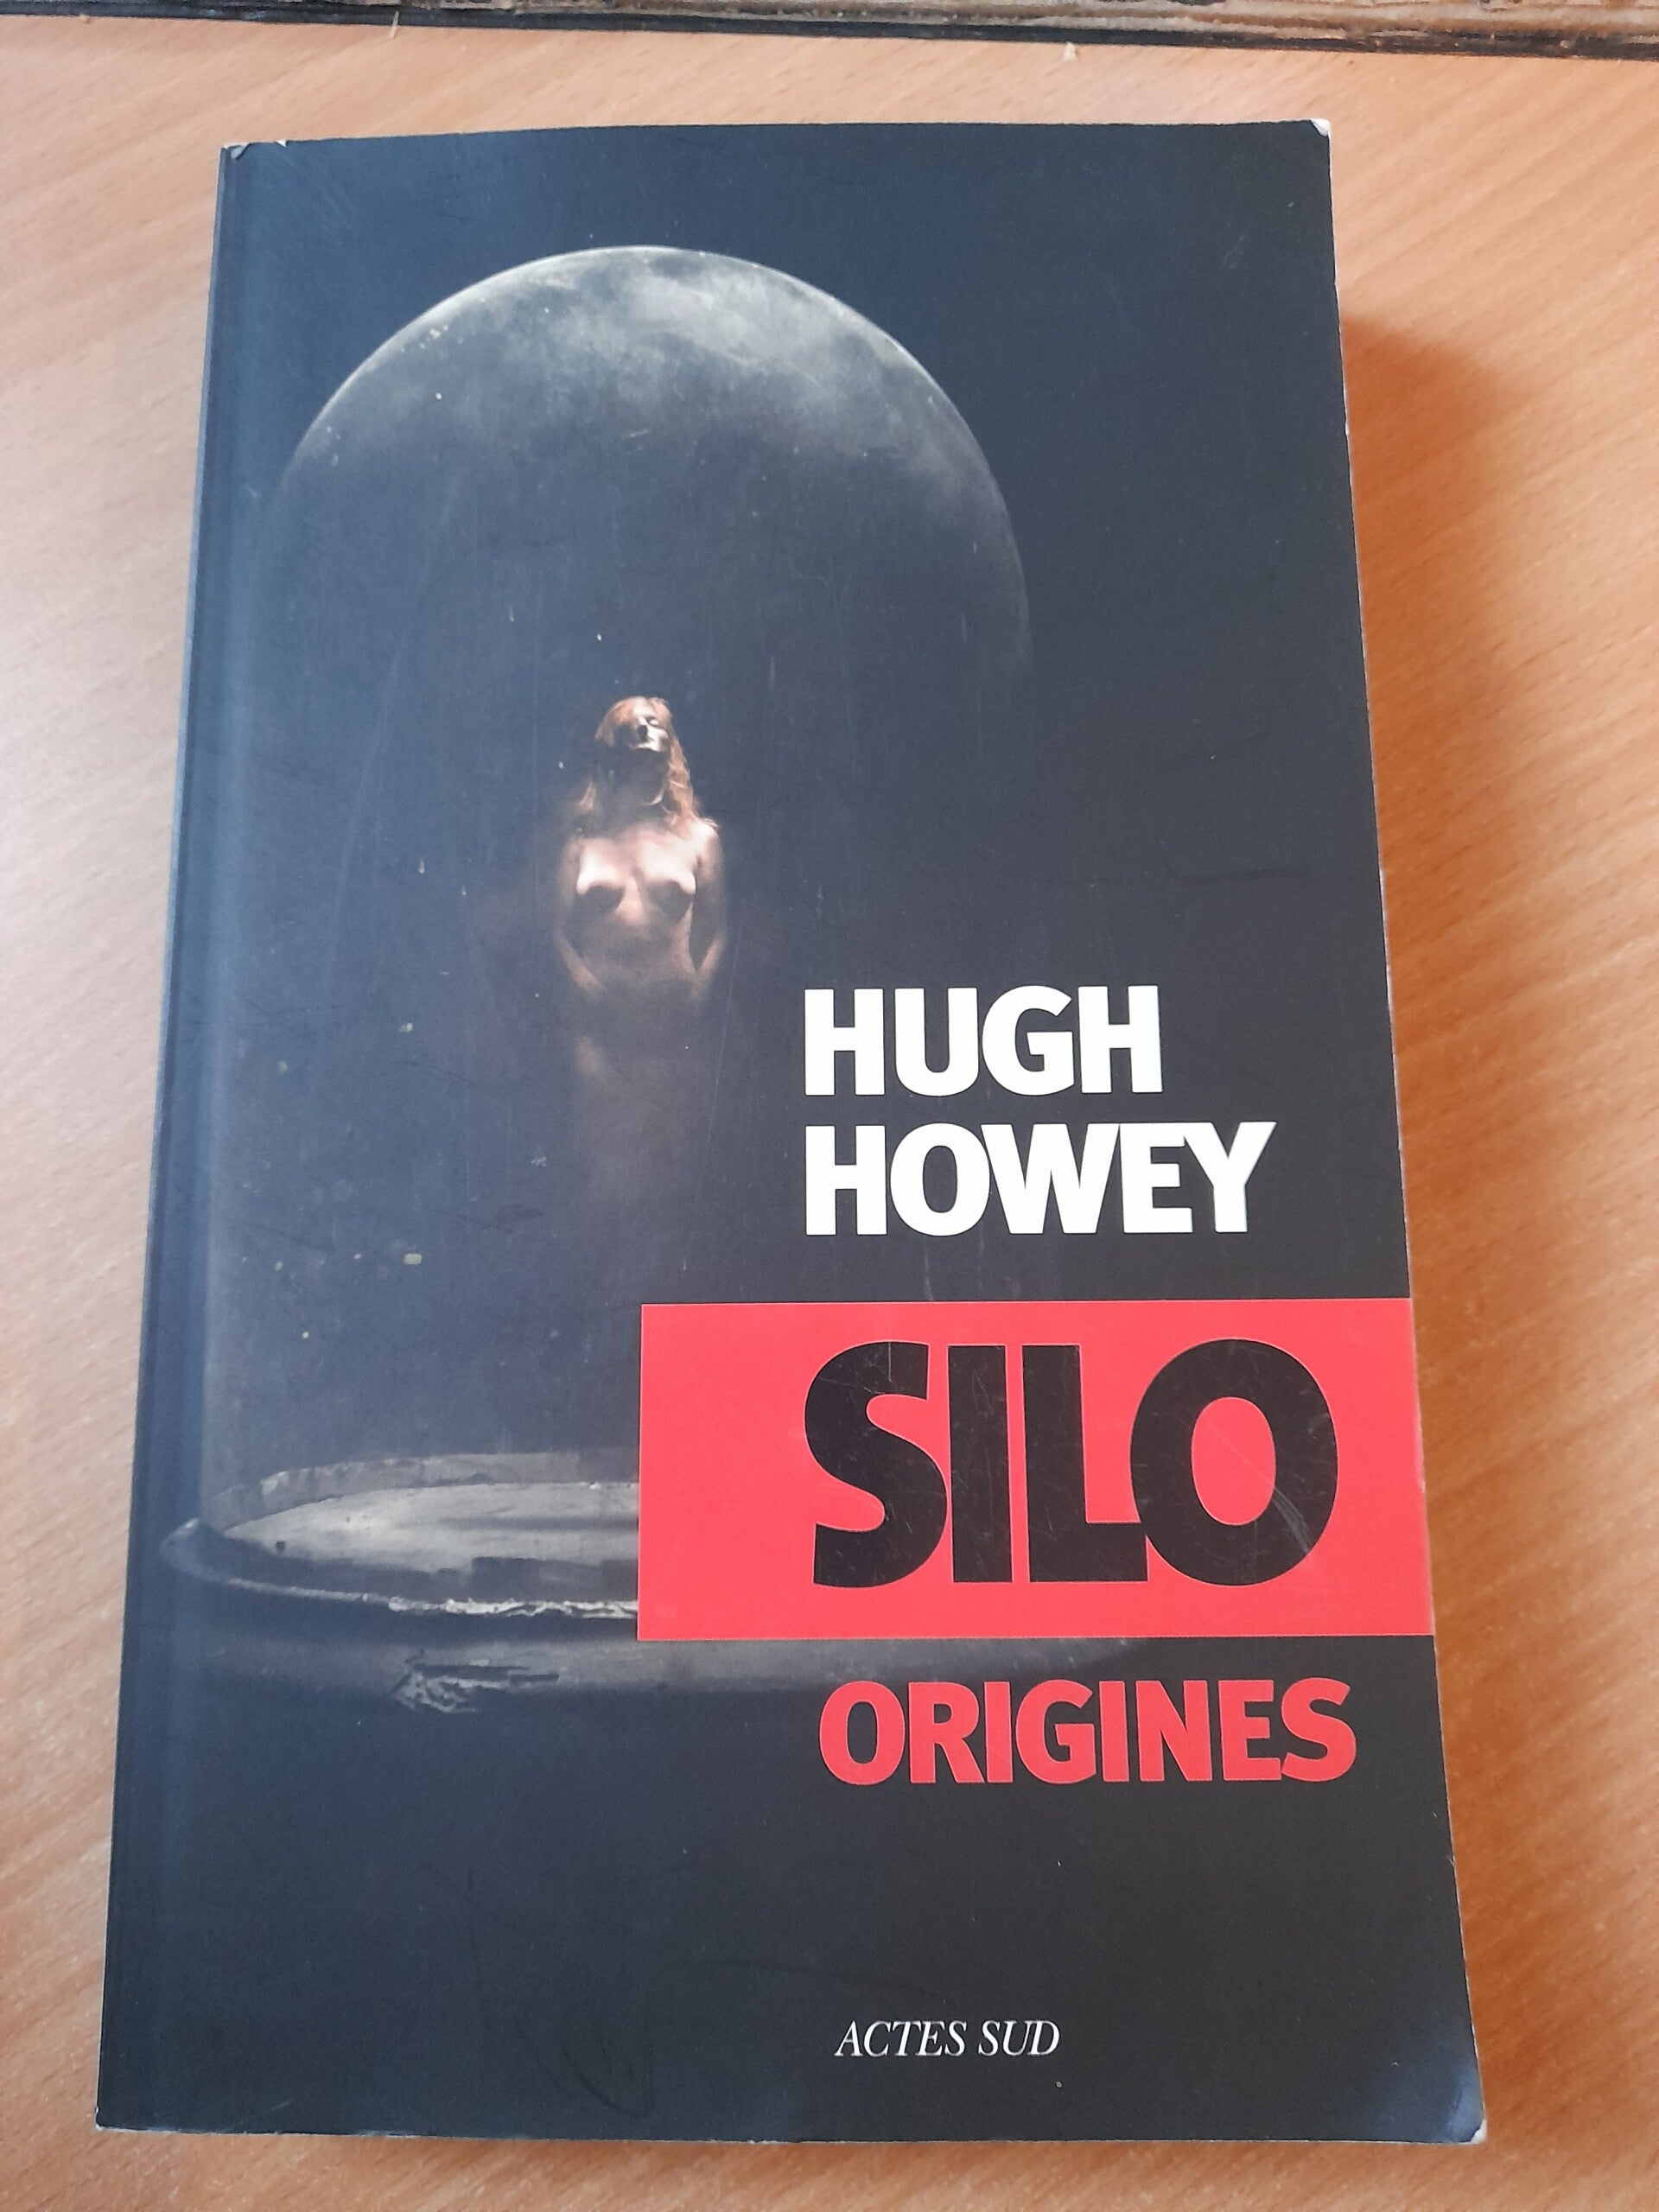 HUGH
HOWEY
SILO
ORIGINES
ACTES SUD